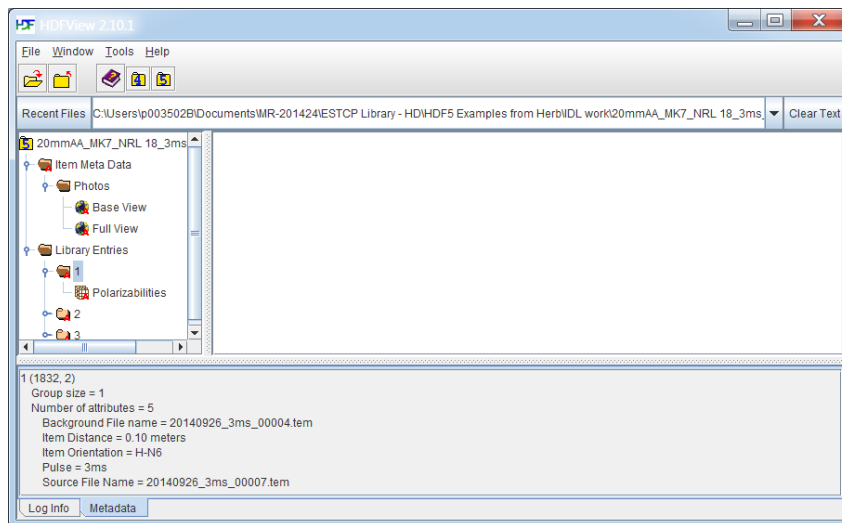 HDF HDFView 2.10.1
File Window Tools Help
4 5
Recent Files C:\Users\p003502B\Documents\MR-201424\ESTCP Library - HD\HDF5 Examples from Herb\IDL work\20mmAA_MK7_NRL 18_3ms_ Clear Text
5 20mmAA_MK7_NRL 18_3ms
Item Meta Data
Photos
Base View
Full View
Library Entries
1
Polarizabilities
2
3
1 (1832, 2)
Group size = 1
Number of attributes = 5
Background File name = 20140926_3ms_00004.tem
Item Distance = 0.10 meters
Item Orientation = H-N6
Pulse = 3ms
Source File Name = 20140926_3ms_00007.tem
Log Info Metadata